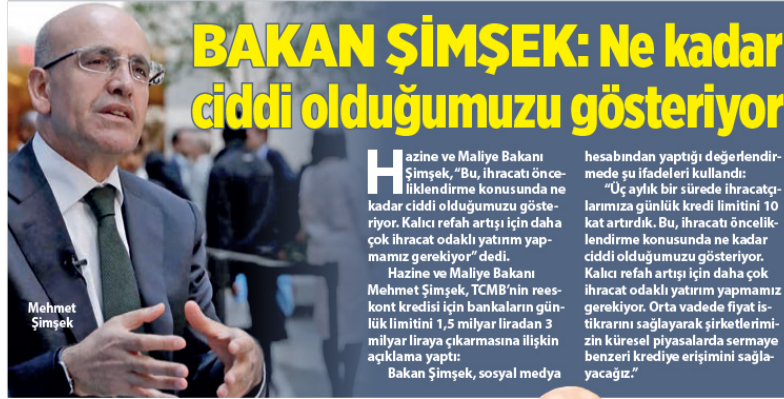 BAKAN ŞİMŞEK: Ne kadar
ciddi olduğumuzu gösteriyor
Hazine ve Maliye Bakanı
Şimşek, “Bu, ihracatı önce-
liklendirme konusunda ne
kadar ciddi olduğumuzu göste-
riyor. Kalıcı refah artışı için daha
çok ihracat odaklı yatırım yap-
mamız gerekiyor” dedi.
Hazine ve Maliye Bakanı
Mehmet Şimşek, TCMB’nin rees-
kont kredisi için bankaların gün-
lük limitini 1,5 milyar liradan 3
milyar liraya çıkarmasına ilişkin
açıklama yaptı:
Bakan Şimşek, sosyal medya
hesabından yaptığı değerlendir-
mede şu ifadeleri kullandı:
“Üç aylık bir sürede ihracatçı-
larımıza günlük kredi limitini 10
kat artırdık. Bu, ihracatı öncelik-
lendirme konusunda ne kadar
ciddi olduğumuzu gösteriyor.
Kalıcı refah artışı için daha çok
ihracat odaklı yatırım yapmamız
gerekiyor. Orta vadede fiyat is-
tikrarını sağlayarak şirketlerimi-
zin küresel piyasalarda sermaye
benzeri krediye erişimini sağla-
yacağız.”
Mehmet
Şimşek